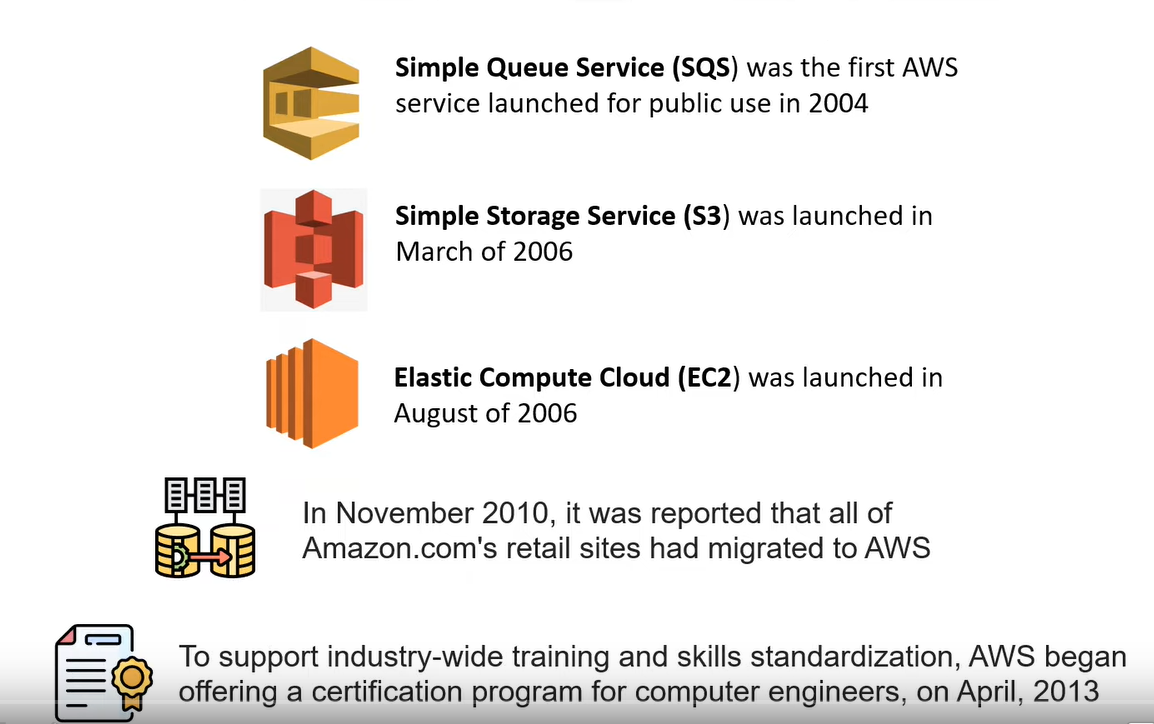 Simple Queue Service (SQS) was the first AWS
service launched for public use in 2004
Simple Storage Service (S3) was launched in
March of 2006
Elastic Compute Cloud (EC2) was launched in
August of 2006
In November 2010, it was reported that all of
Amazon.com's retail sites had migrated to AWS
To support industry-wide training and skills standardization, AWS began
offering a certification program for computer engineers, on April, 2013